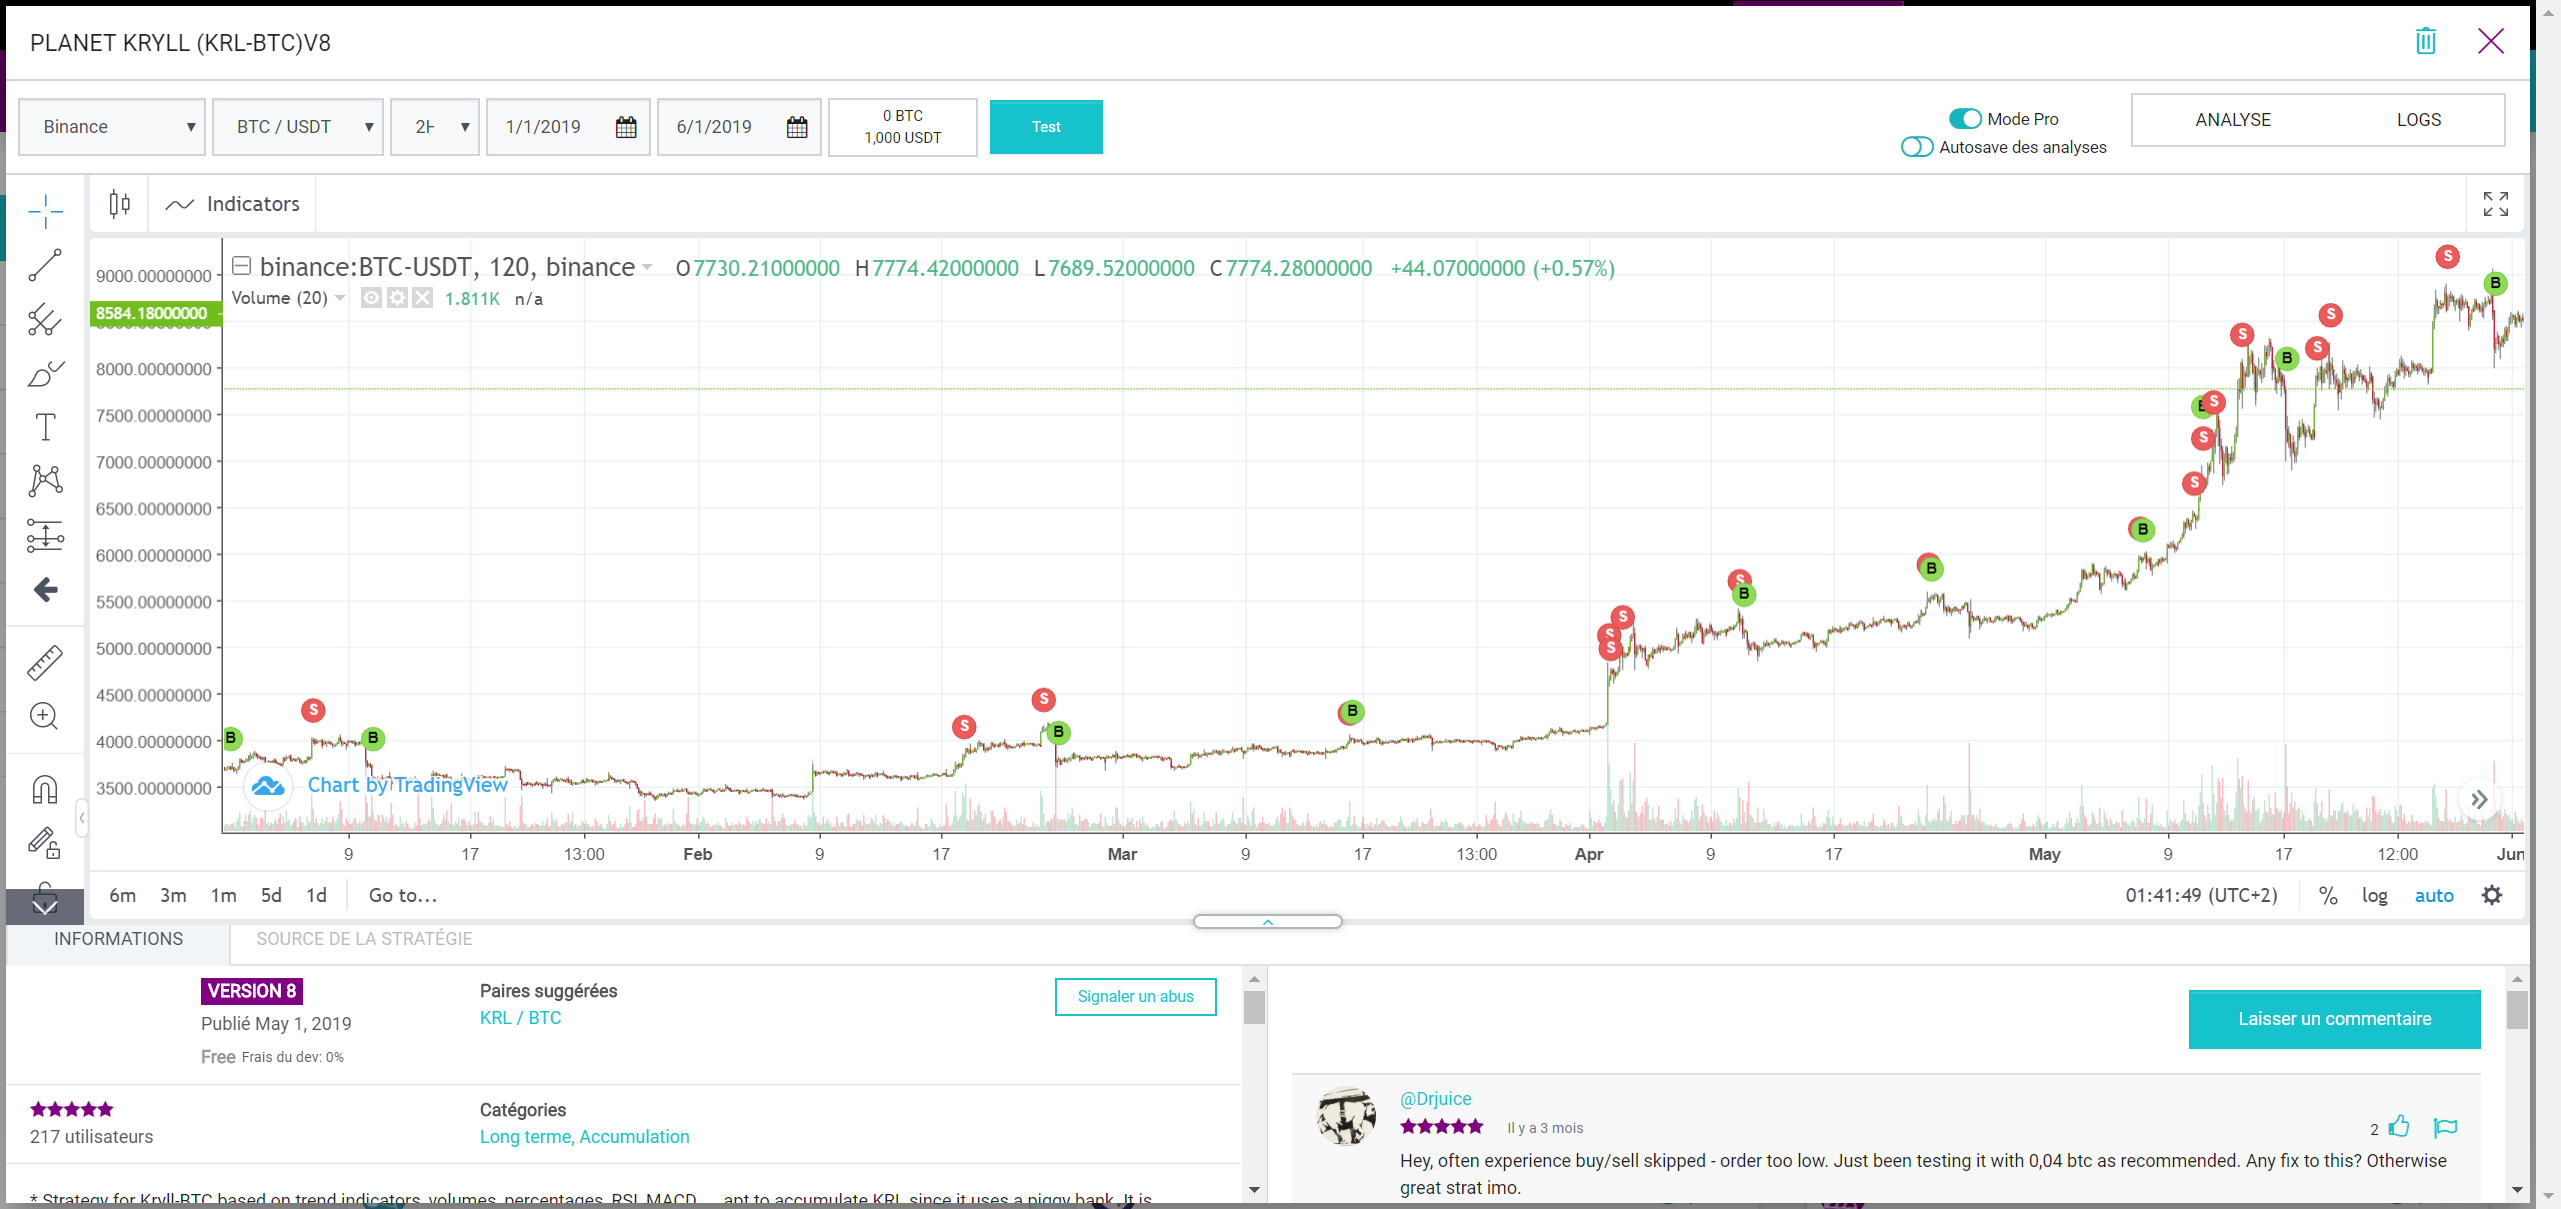 PLANET KRYLL (KRL-BTC)V8
Binance
BTC / USDT
1/1/2019
6/1/2019
0 BTC
1,000 USDT
Test
Mode Pro
Autosave des analyses
ANALYSE
LOGS
Indicators
binance:BTC-USDT, 120, binance
O7730.21000000 H7774.42000000 L7689.52000000 C7774.28000000 +44.07000000 (+0.57%)
Volume (20)
1.811K n/a
9000.00000000
8584.18000000
8000.00000000
7500.00000000
7000.00000000
6500.00000000
6000.00000000
5500.00000000
5000.00000000
4500.00000000
4000.00000000
3500.00000000
B
S
B
S
S
B
B
S
S
S
S
B
B
B
S
S
S
S
B
S
S
S
B
Chart by TradingView
9 17 13:00 Feb 9 17 Mar 9 17 13:00 Apr 9 17 May 9 17 12:00 Jun
6m 3m 1m 5d 1d Go to...
01:41:49 (UTC+2) % log auto
INFORMATIONS
SOURCE DE LA STRATÉGIE
VERSION 8
Publié May 1, 2019
Free Frais du dev: 0%
Paires suggérées
KRL / BTC
Signaler un abus
217 utilisateurs
Catégories
Long terme, Accumulation
* Strategy for Kryll-BTC based on trend indicators, volumes, percentages, RSI, MACD, ... apt to accumulate KRL since it uses a piggy bank. It is
Laisser un commentaire
@Drjuice
Il y a 3 mois
2
Hey, often experience buy/sell skipped - order too low. Just been testing it with 0,04 btc as recommended. Any fix to this? Otherwise
great strat imo.